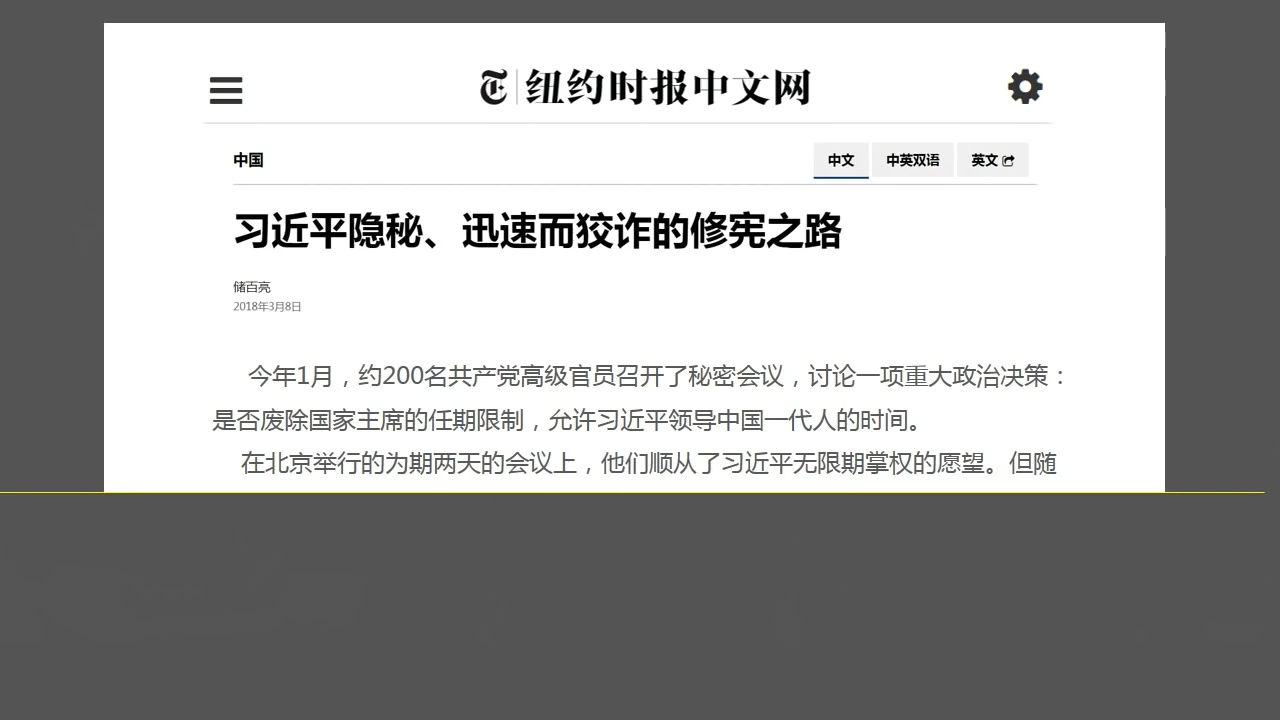 纽约时报中文网
中国
中文 中英双语 英文
习近平隐秘、迅速而狡诈的修宪之路
储百亮
2018年3月8日
今年1月，约200名共产党高级官员召开了秘密会议，讨论一项重大政治决策：
是否废除国家主席的任期限制，允许习近平领导中国一代人的时间。
在北京举行的为期两天的会议上，他们顺从了习近平无限期掌权的愿望。但随